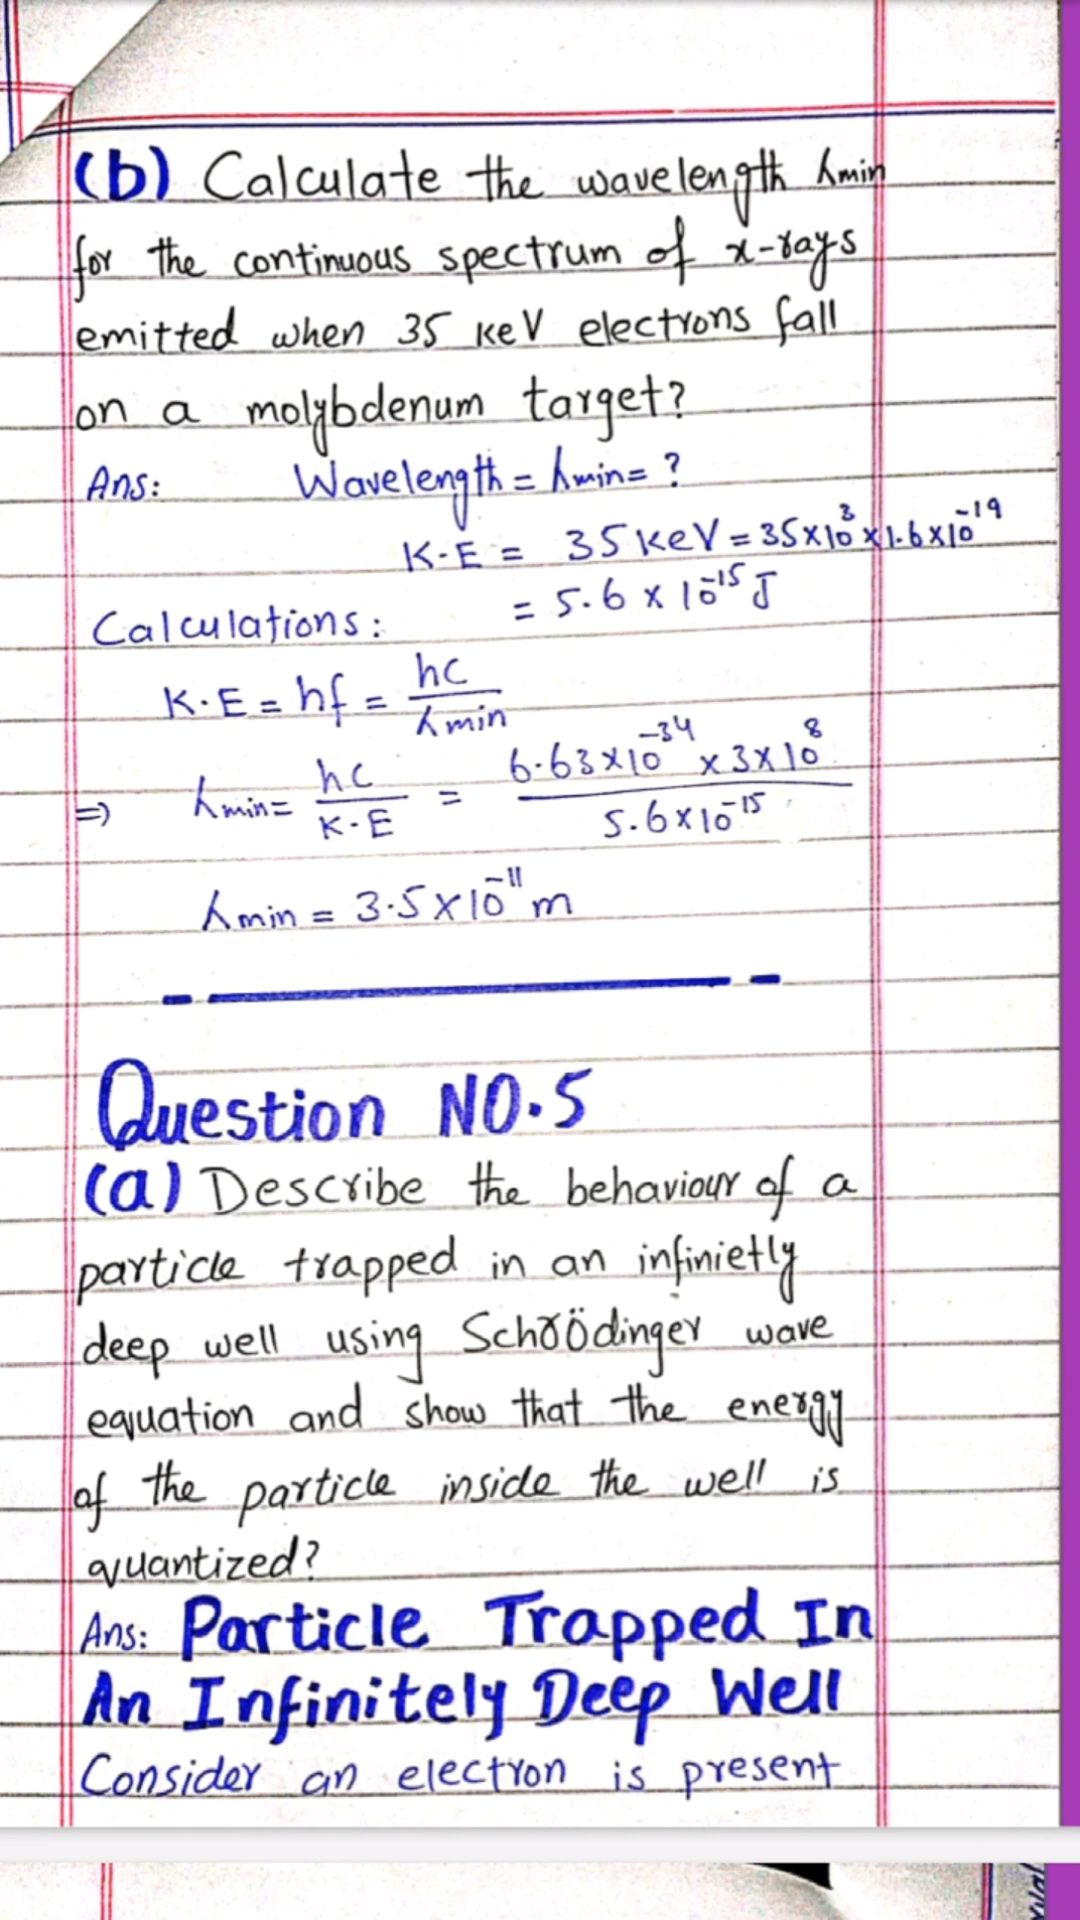 (b) Calculate the wavelength λmin
for the continuous spectrum of x-rays
emitted when 35 keV electrons fall
on a molybdenum target?
Ans: Wavelength = λmin = ?
K.E = 35 keV = 35×10³×1.6×10⁻¹⁹
= 5.6 × 10⁻¹⁵ J
Calculations:
K.E = hf = hc/λmin
⇒ λmin = hc/K.E = 6.63×10⁻³⁴ × 3×10⁸ / 5.6×10⁻¹⁵
λmin = 3.5×10⁻¹¹ m
Question NO.5
(a) Describe the behaviour of a
particle trapped in an infinietly
deep well using Schröödinger wave
equation and show that the energy
of the particle inside the well is
quantized?
Ans: Particle Trapped In
An Infinitely Deep Well
Consider an electron is present